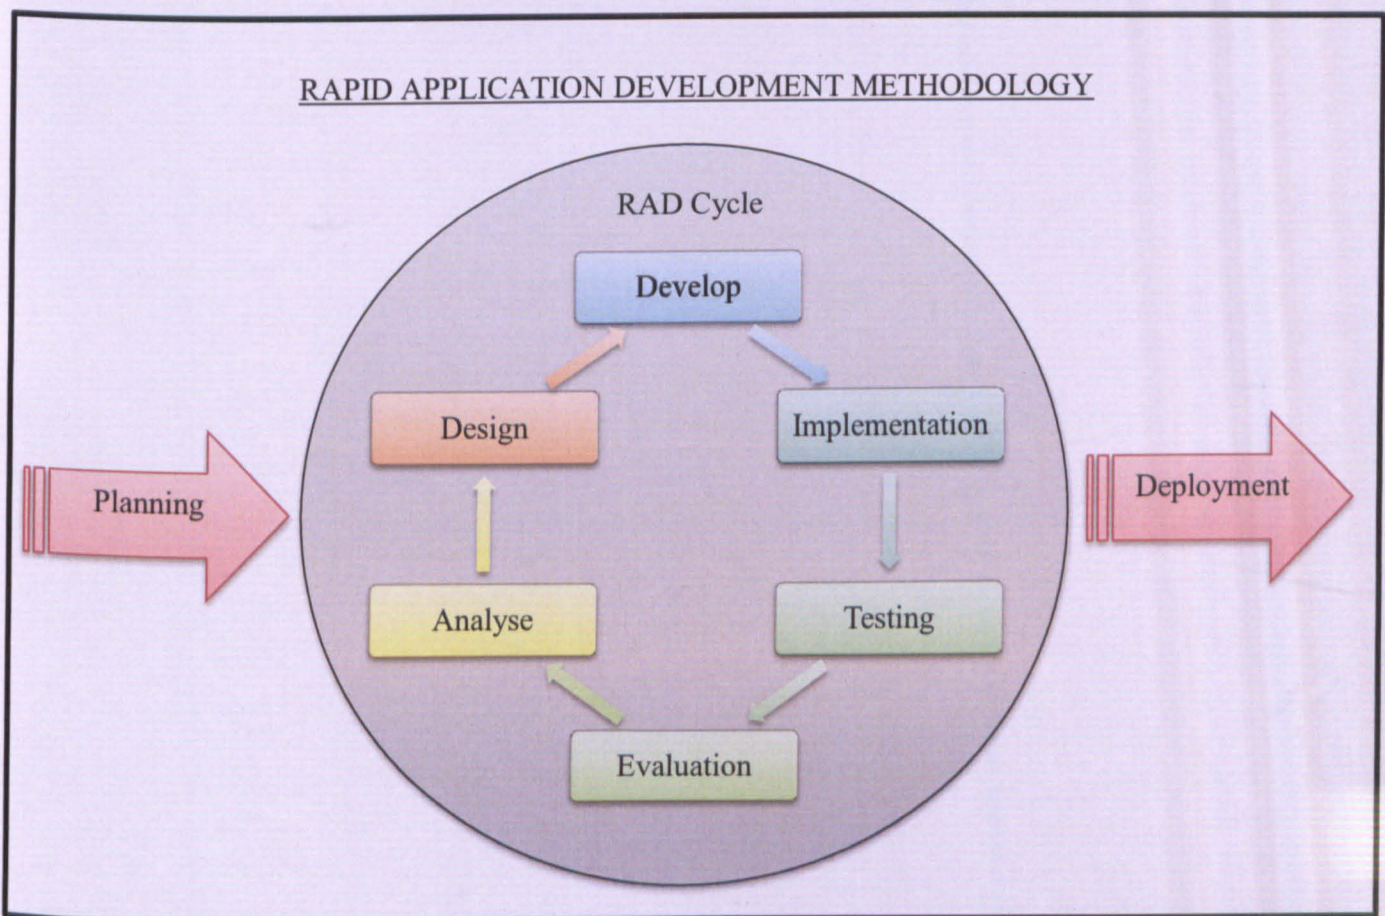 RAPID APPLICATION DEVELOPMENT METHODOLOGY
RAD Cycle
Develop
Design
Implementation
Planning
Deployment
Analyse
Testing
Evaluation